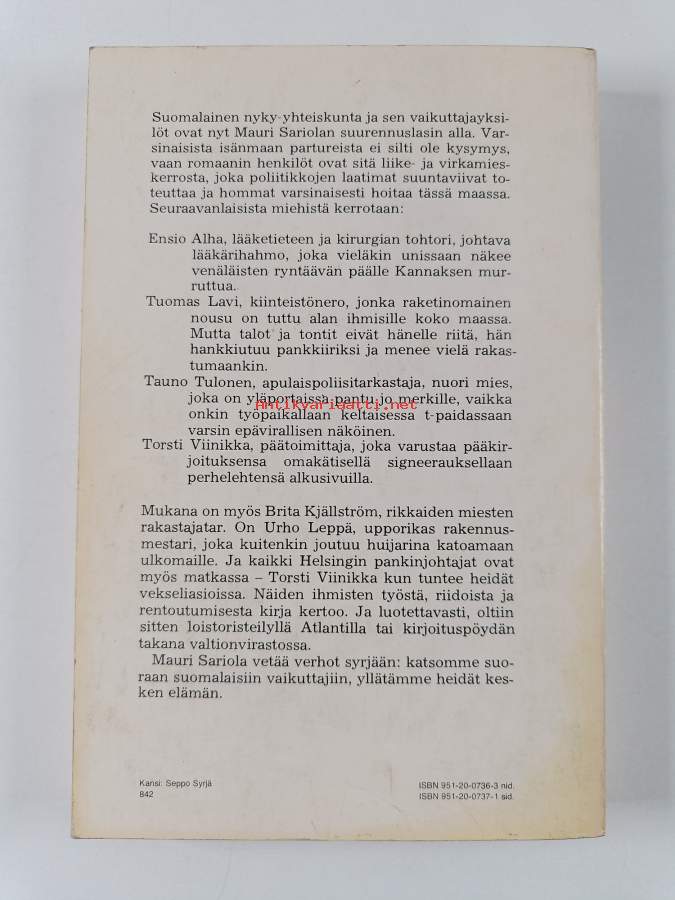 Suomalainen nyky-yhteiskunta ja sen vaikuttajayksi-
löt ovat nyt Mauri Sariolan suurennuslasin alla. Var-
sinaisista isänmaan partureista ei silti ole kysymys,
vaan romaanin henkilöt ovat sitä liike- ja virkamies-
kerrosta, joka poliitikkojen laatimat suuntaviivat to-
teuttaa ja hommat varsinaisesti hoitaa tässä maassa.
Seuraavanlaisista miehistä kerrotaan:
Ensio Alha, lääketieteen ja kirurgian tohtori, johtava
lääkärihahmo, joka vieläkin unissaan näkee
venäläisten ryntäävän päälle Kannaksen mur-
ruttua.
Tuomas Lavi, kiinteistönero, jonka raketinomainen
nousu on tuttu alan ihmisille koko maassa.
Mutta talot ja tontit eivät hänelle riitä, hän
hankkiutuu pankkiiriksi ja menee vielä rakas-
tumaankin.
Tauno Tulonen, apulaispoliisitarkastaja, nuori mies,
joka on yläportaissa pantu jo merkille, vaikka
Antikvariaatti.net
onkin työpaikallaan keltaisessa t-paidassaan
varsin epävirallisen näköinen.
Torsti Viinikka, päätoimittaja, joka varustaa pääkir-
joituksensa omakätisellä signeerauksellaan
perhelehtensä alkusivuilla.
Mukana on myös Brita Kjällström, rikkaiden miesten
rakastajatar. On Urho Leppä, upporikas rakennus-
mestari, joka kuitenkin joutuu huijarina katoamaan
ulkomaille. Ja kaikki Helsingin pankinjohtajat ovat
myös matkassa – Torsti Viinikka kun tuntee heidät
vekseliasioissa. Näiden ihmisten työstä, riidoista ja
rentoutumisesta kirja kertoo. Ja luotettavasti, oltiin
sitten loistoristeilyllä Atlantilla tai kirjoituspöydän
takana valtionvirastossa.
Mauri Sariola vetää verhot syrjään: katsomme suo-
raan suomalaisiin vaikuttajiin, yllätämme heidät kes-
ken elämän.
Kansi: Seppo Syrjä
842
ISBN 951-20-0736-3 nid.
ISBN 951-20-0737-1 sid.